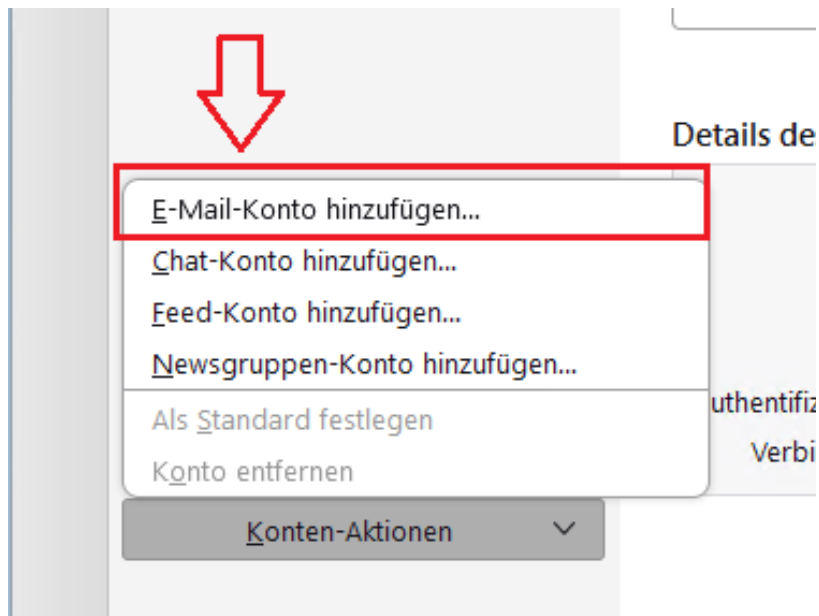 Details de
E-Mail-Konto hinzufügen...
Chat-Konto hinzufügen...
Feed-Konto hinzufügen...
Newsgruppen-Konto hinzufügen...
uthentifiz
Als Standard festlegen
Verbi
Konto entfernen
Konten-Aktionen